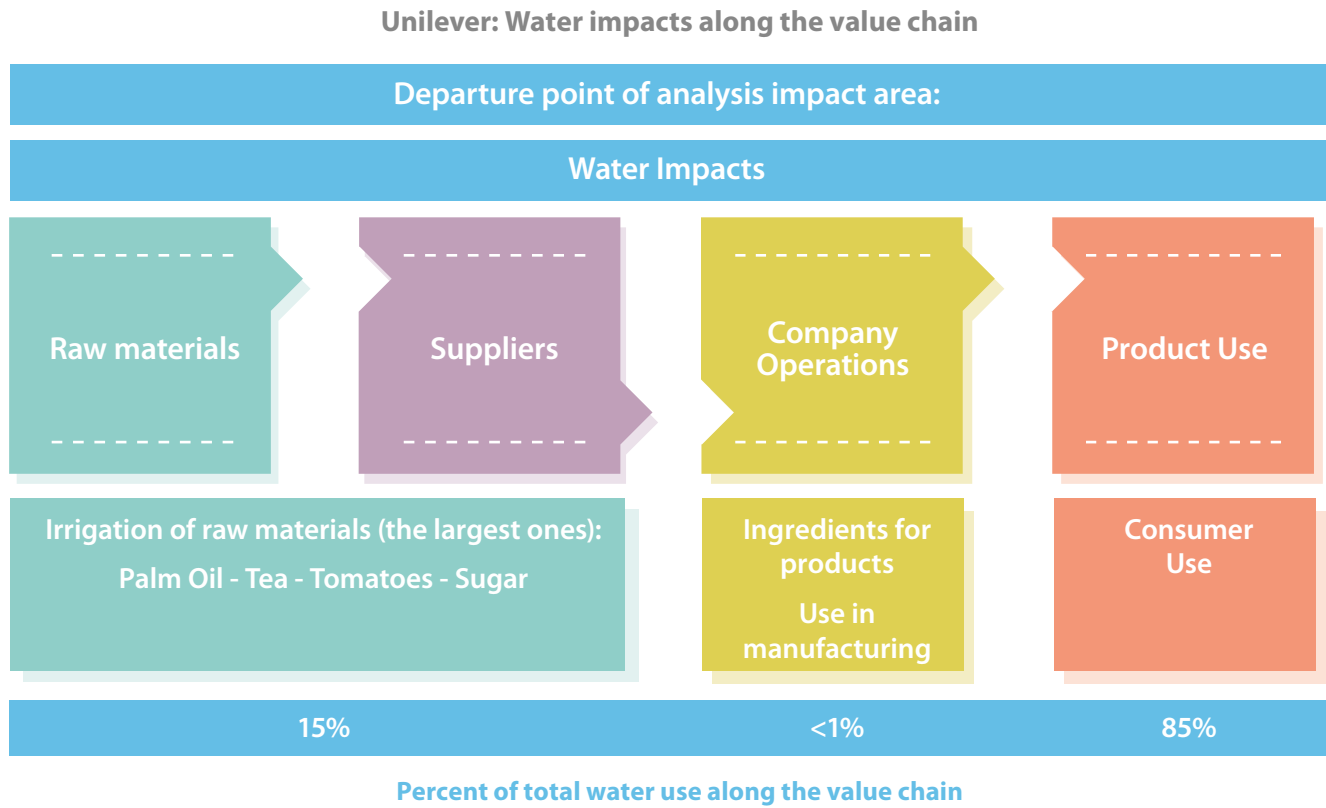 Unilever: Water impacts along the value chain
Departure point of analysis impact area:
Water Impacts
Raw materials
Suppliers
Company
Operations
Product Use
Irrigation of raw materials (the largest ones):
Palm Oil - Tea - Tomatoes - Sugar
Ingredients for
products
Use in
manufacturing
Consumer
Use
15%
<1%
85%
Percent of total water use along the value chain